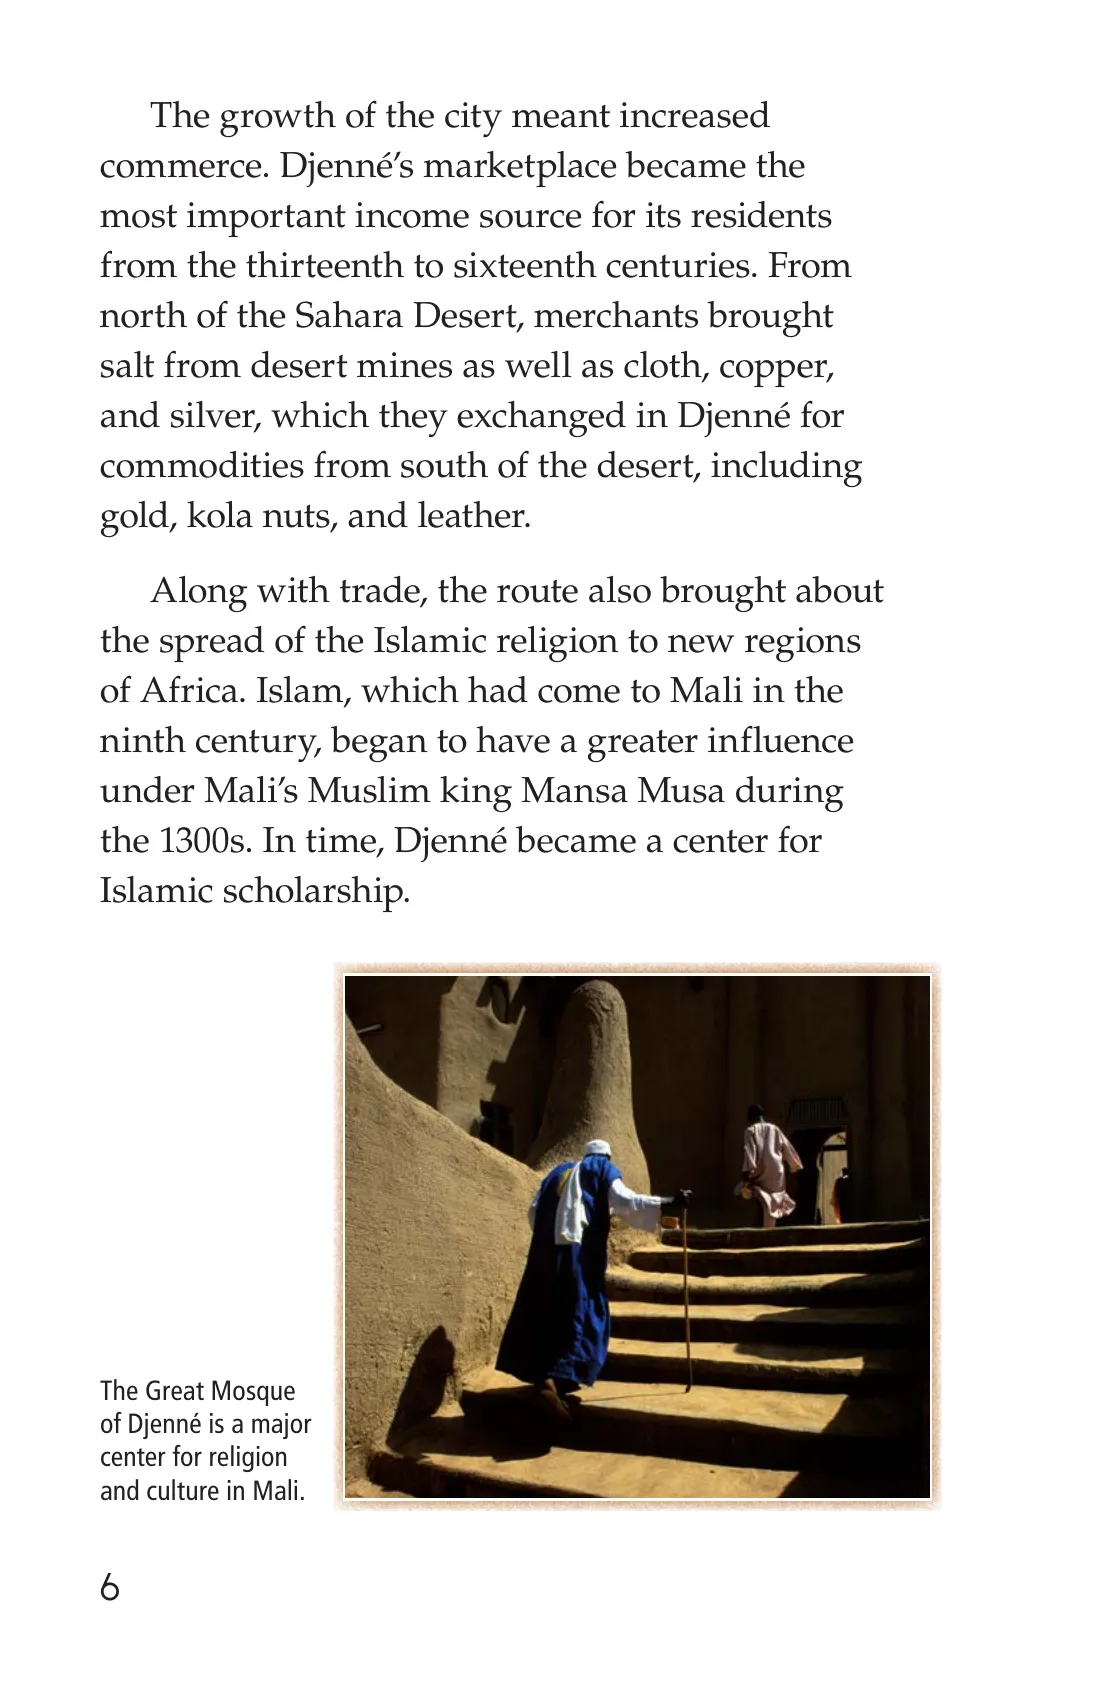 The growth of the city meant increased
commerce. Djenné’s marketplace became the
most important income source for its residents
from the thirteenth to sixteenth centuries. From
north of the Sahara Desert, merchants brought
salt from desert mines as well as cloth, copper,
and silver, which they exchanged in Djenné for
commodities from south of the desert, including
gold, kola nuts, and leather.
Along with trade, the route also brought about
the spread of the Islamic religion to new regions
of Africa. Islam, which had come to Mali in the
ninth century, began to have a greater influence
under Mali’s Muslim king Mansa Musa during
the 1300s. In time, Djenné became a center for
Islamic scholarship.
The Great Mosque
of Djenné is a major
center for religion
and culture in Mali.
6